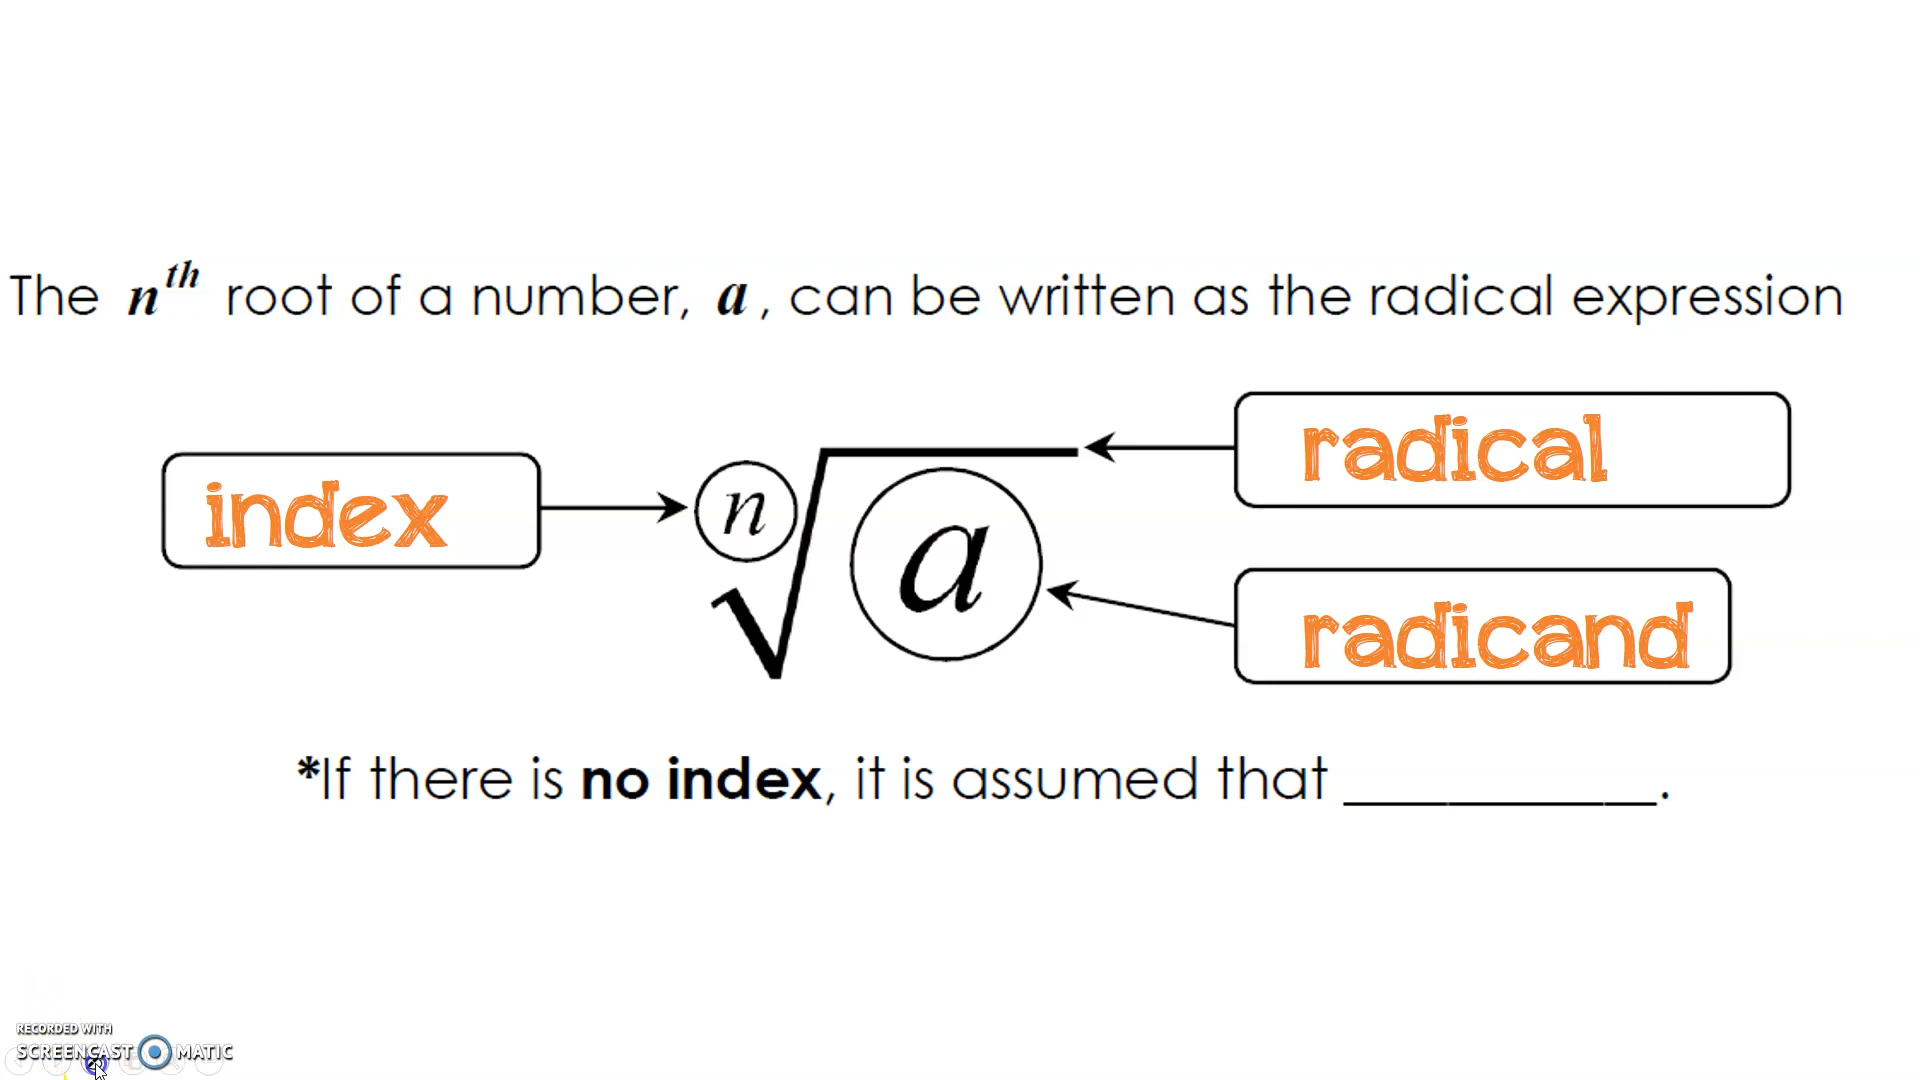 The n^th root of a number, a, can be written as the radical expression
radical
index
n
a
radicand
*If there is no index, it is assumed that ____________.
RECORDED WITH
SCREENCAST MATIC